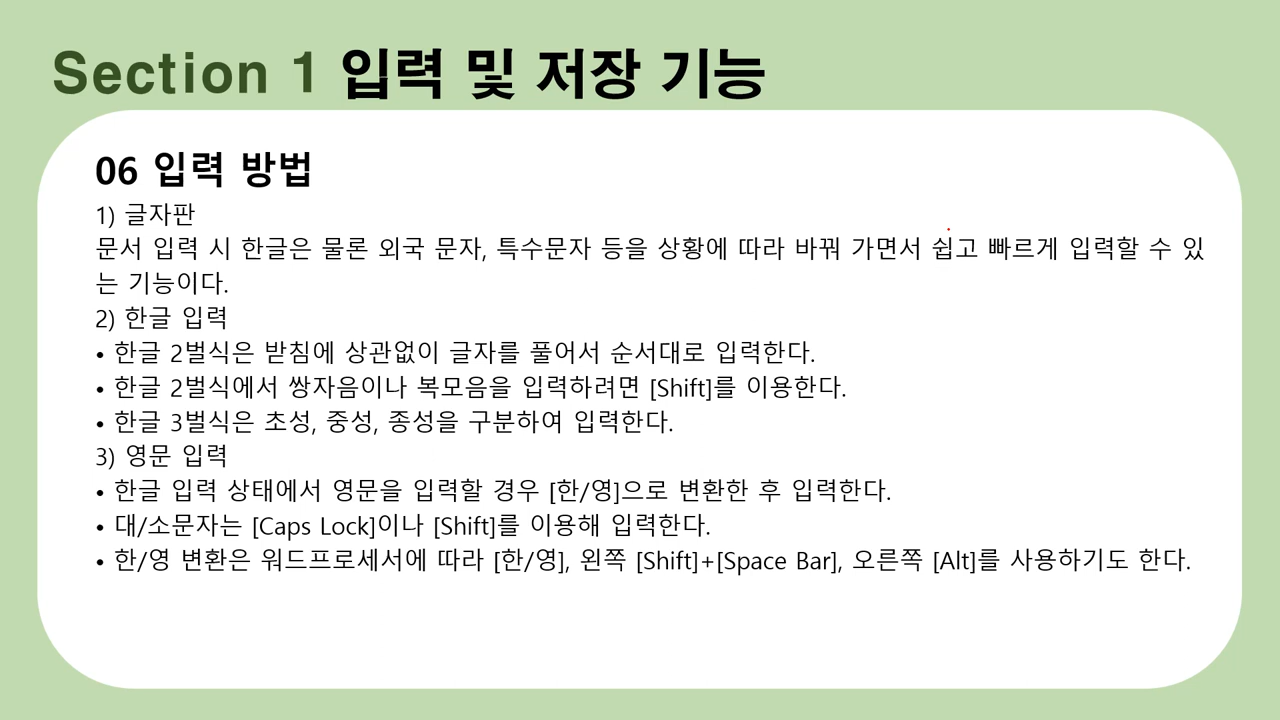 Section 1 입력 및 저장 기능
06 입력 방법
1) 글자판
문서 입력 시 한글은 물론 외국 문자, 특수문자 등을 상황에 따라 바꿔 가면서 쉽고 빠르게 입력할 수 있
는 기능이다.
2) 한글 입력
• 한글 2벌식은 받침에 상관없이 글자를 풀어서 순서대로 입력한다.
• 한글 2벌식에서 쌍자음이나 복모음을 입력하려면 [Shift]를 이용한다.
• 한글 3벌식은 초성, 중성, 종성을 구분하여 입력한다.
3) 영문 입력
• 한글 입력 상태에서 영문을 입력할 경우 [한/영]으로 변환한 후 입력한다.
• 대/소문자는 [Caps Lock]이나 [Shift]를 이용해 입력한다.
• 한/영 변환은 워드프로세서에 따라 [한/영], 왼쪽 [Shift]+[Space Bar], 오른쪽 [Alt]를 사용하기도 한다.